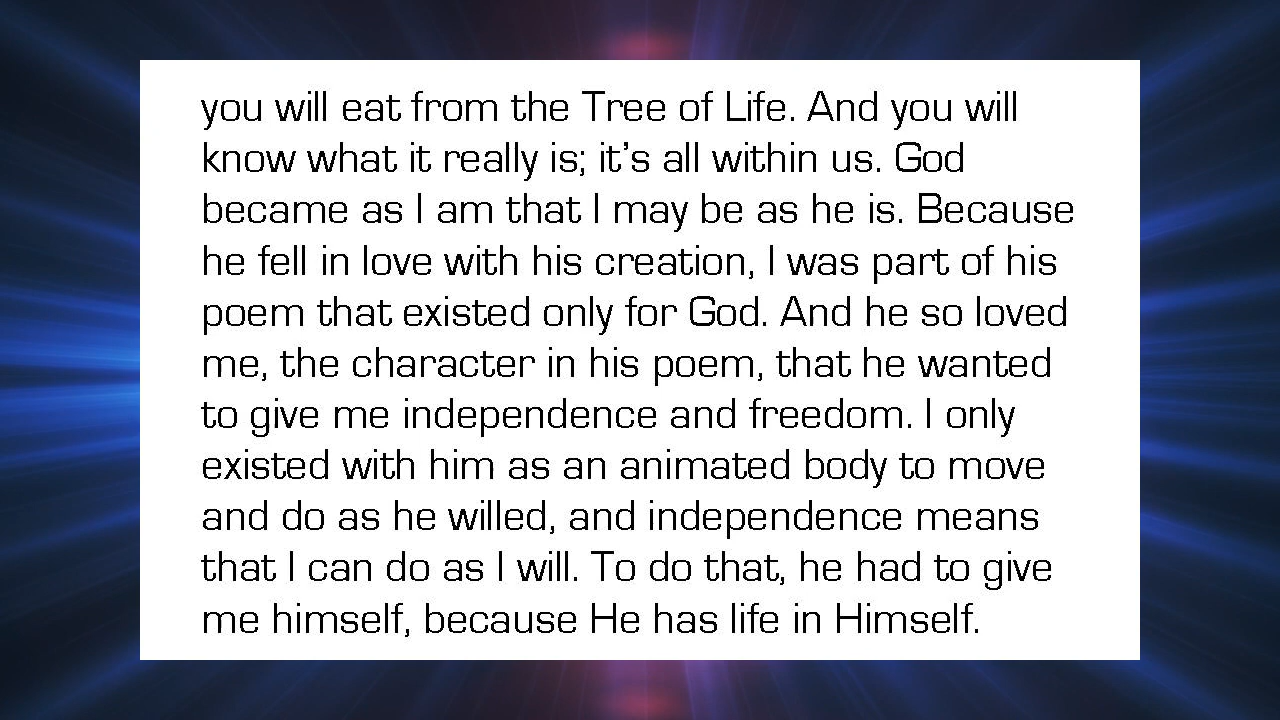 you will eat from the Tree of Life. And you will
know what it really is; it’s all within us. God
became as I am that I may be as he is. Because
he fell in love with his creation, I was part of his
poem that existed only for God. And he so loved
me, the character in his poem, that he wanted
to give me independence and freedom. I only
existed with him as an animated body to move
and do as he willed, and independence means
that I can do as I will. To do that, he had to give
me himself, because He has life in Himself.